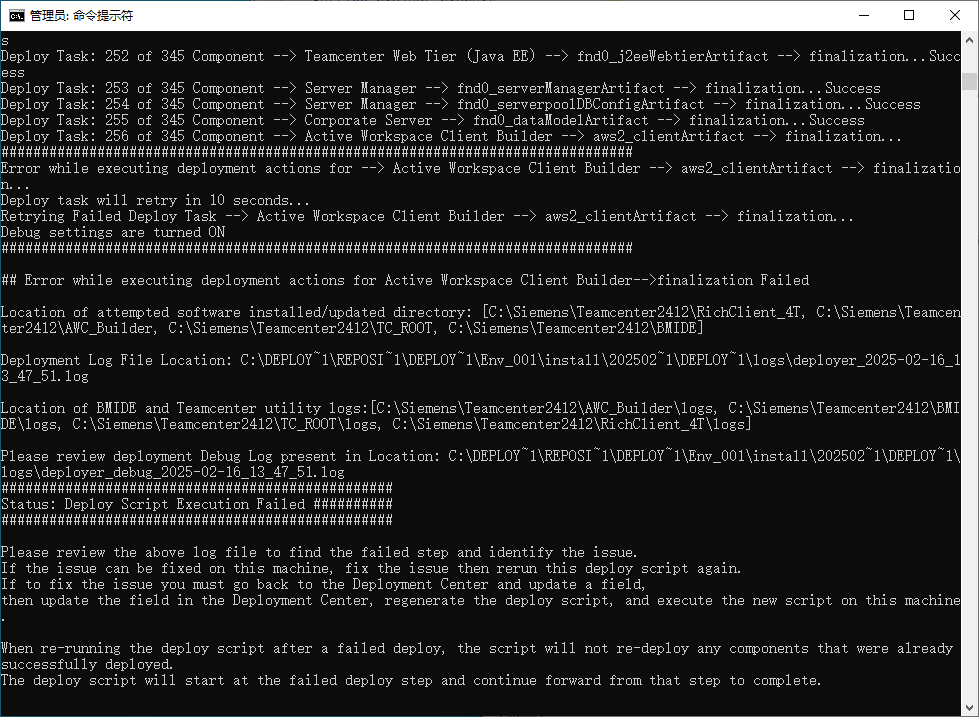 管理员: 命令提示符
s
Deploy Task: 252 of 345 Component --> Teamcenter Web Tier (Java EE) --> fnd0_j2eeWebtierArtifact --> finalization...Succ
ess
Deploy Task: 253 of 345 Component --> Server Manager --> fnd0_serverManagerArtifact --> finalization...Success
Deploy Task: 254 of 345 Component --> Server Manager --> fnd0_serverpoolDBConfigArtifact --> finalization...Success
Deploy Task: 255 of 345 Component --> Corporate Server --> fnd0_dataModelArtifact --> finalization...Success
Deploy Task: 256 of 345 Component --> Active Workspace Client Builder --> aws2_clientArtifact --> finalization...
###############################################################################
Error while executing deployment actions for --> Active Workspace Client Builder --> aws2_clientArtifact --> finalizatio
n...
Deploy task will retry in 10 seconds...
Retrying Failed Deploy Task --> Active Workspace Client Builder --> aws2_clientArtifact --> finalization...
Debug settings are turned ON
###############################################################################
## Error while executing deployment actions for Active Workspace Client Builder-->finalization Failed
Location of attempted software installed/updated directory: [C:\Siemens\Teamcenter2412\RichClient_4T, C:\Siemens\Teamcen
ter2412\AWC_Builder, C:\Siemens\Teamcenter2412\TC_ROOT, C:\Siemens\Teamcenter2412\BMIDE]
Deployment Log File Location: C:\DEPLOY~1\REPOSI~1\DEPLOY~1\Env_001\install\202502~1\DEPLOY~1\logs\deployer_2025-02-16_1
3_47_51.log
Location of BMIDE and Teamcenter utility logs:[C:\Siemens\Teamcenter2412\AWC_Builder\logs, C:\Siemens\Teamcenter2412\BMI
DE\logs, C:\Siemens\Teamcenter2412\TC_ROOT\logs, C:\Siemens\Teamcenter2412\RichClient_4T\logs]
Please review deployment Debug Log present in Location: C:\DEPLOY~1\REPOSI~1\DEPLOY~1\Env_001\install\202502~1\DEPLOY~1\
logs\deployer_debug_2025-02-16_13_47_51.log
#################################################
Status: Deploy Script Execution Failed ##########
#################################################
Please review the above log file to find the failed step and identify the issue.
If the issue can be fixed on this machine, fix the issue then rerun this deploy script again.
If to fix the issue you must go back to the Deployment Center and update a field,
then update the field in the Deployment Center, regenerate the deploy script, and execute the new script on this machine
.
When re-running the deploy script after a failed deploy, the script will not re-deploy any components that were already
successfully deployed.
The deploy script will start at the failed deploy step and continue forward from that step to complete.